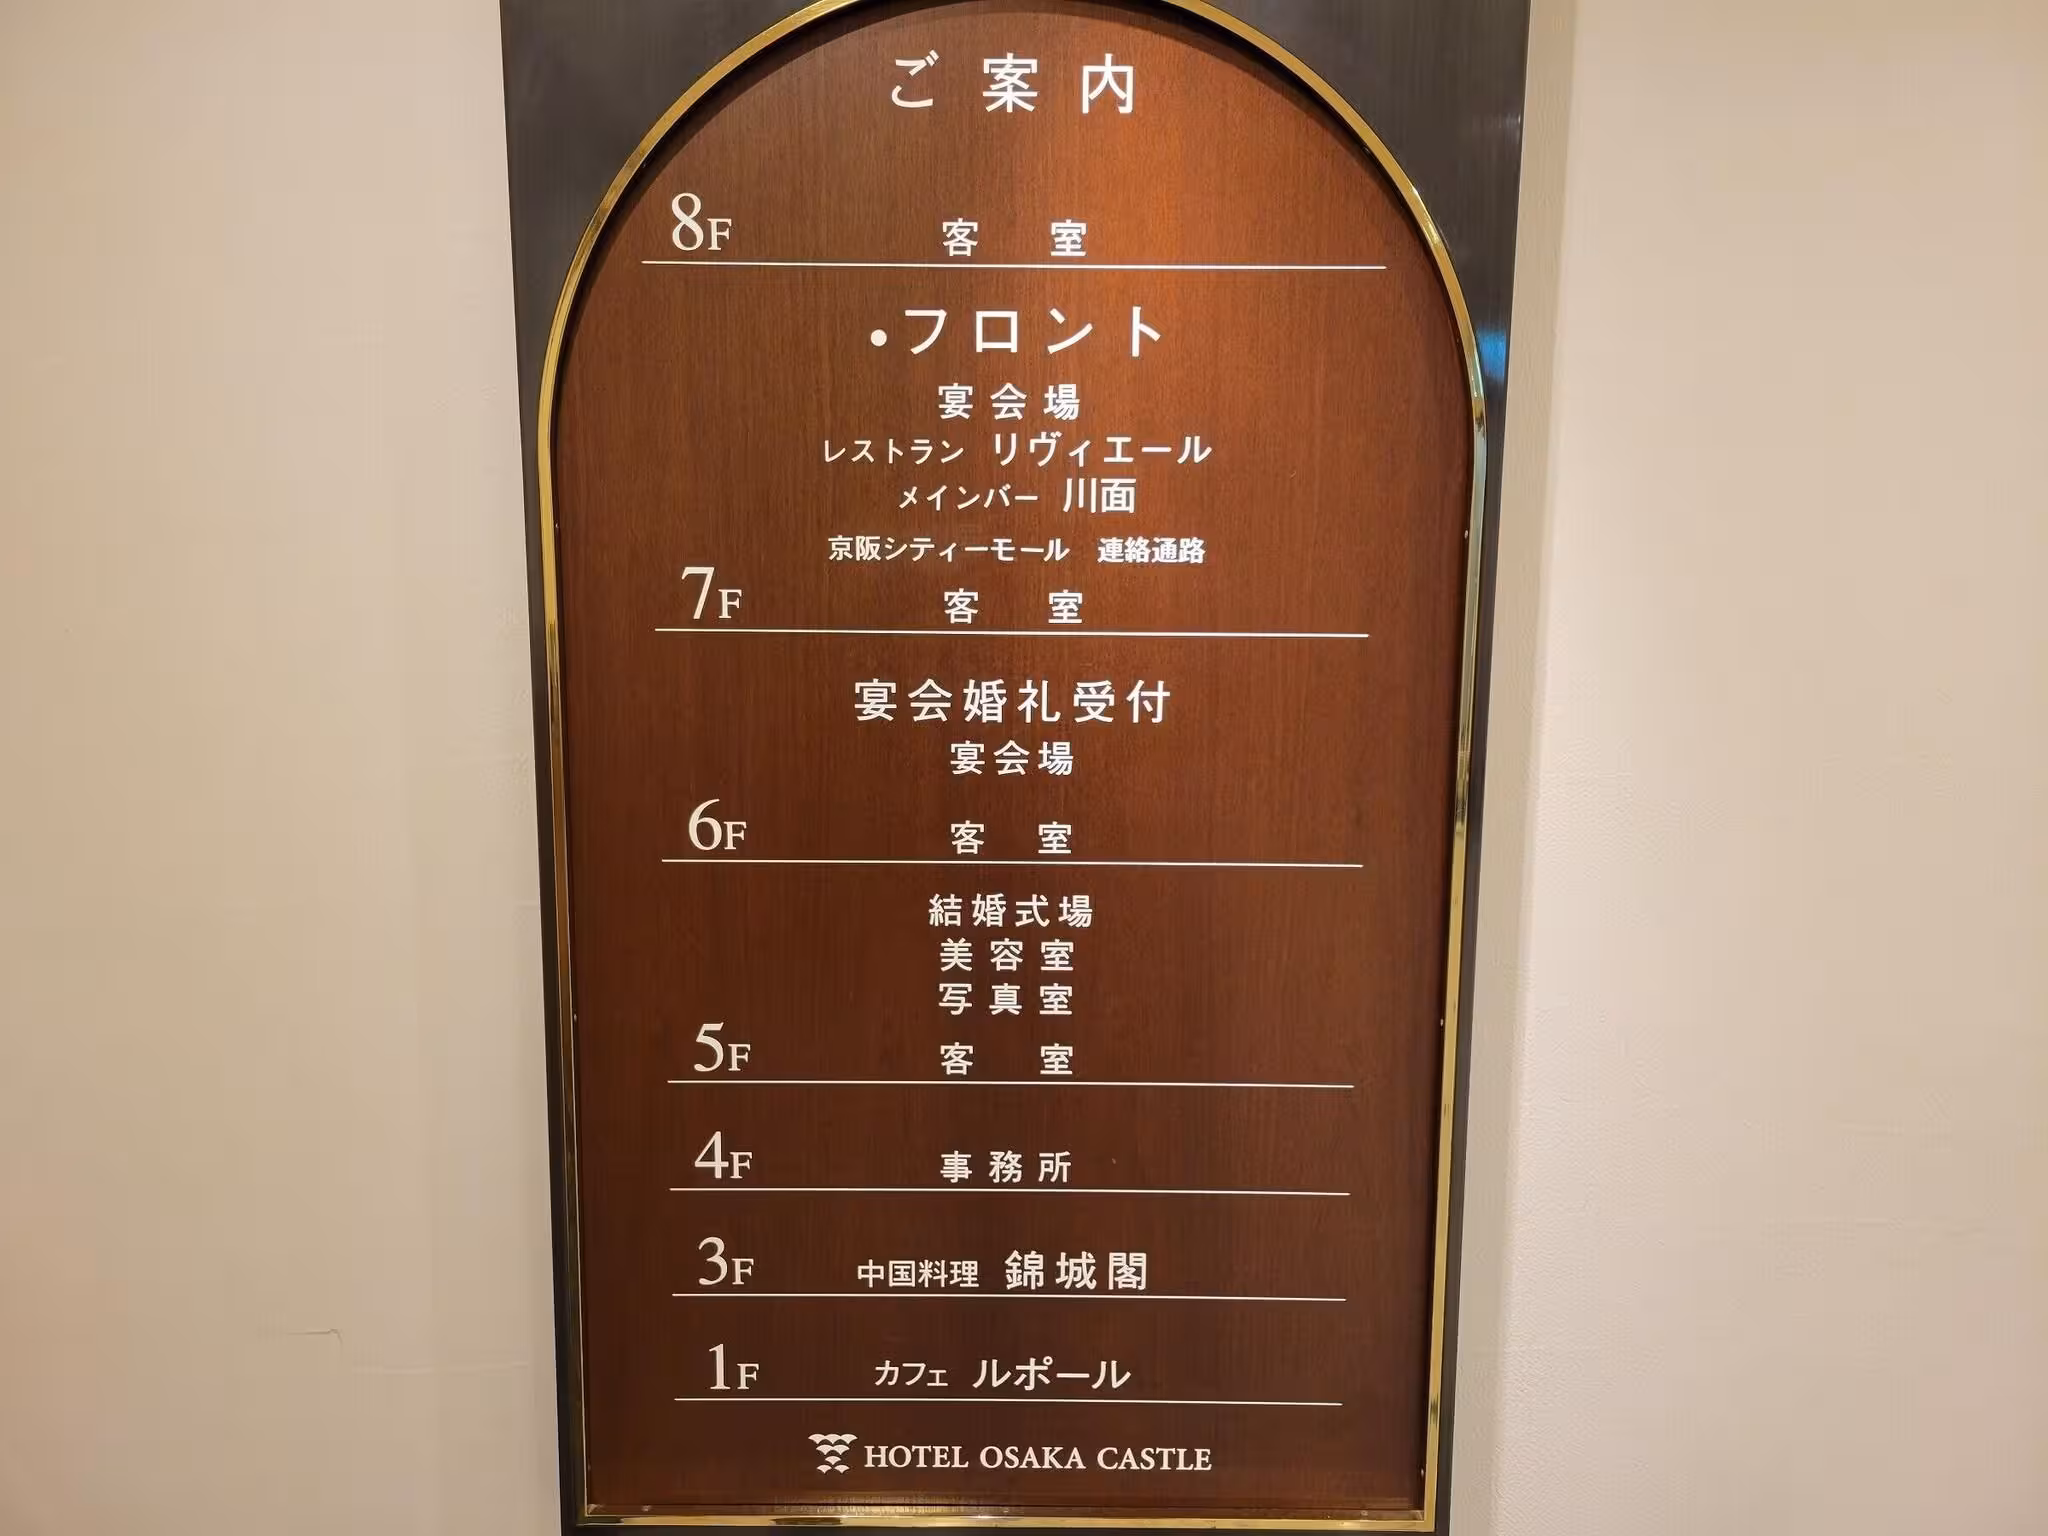 ご案内
8F 客室
•フロント
宴会場
レストラン リヴィエール
メインバー 川面
京阪シティーモール 連絡通路
7F 客室
宴会婚礼受付
宴会場
6F 客室
結婚式場
美容室
写真室
5F 客室
4F 事務所
3F 中国料理 錦城閣
1F カフェ ルポール
HOTEL OSAKA CASTLE